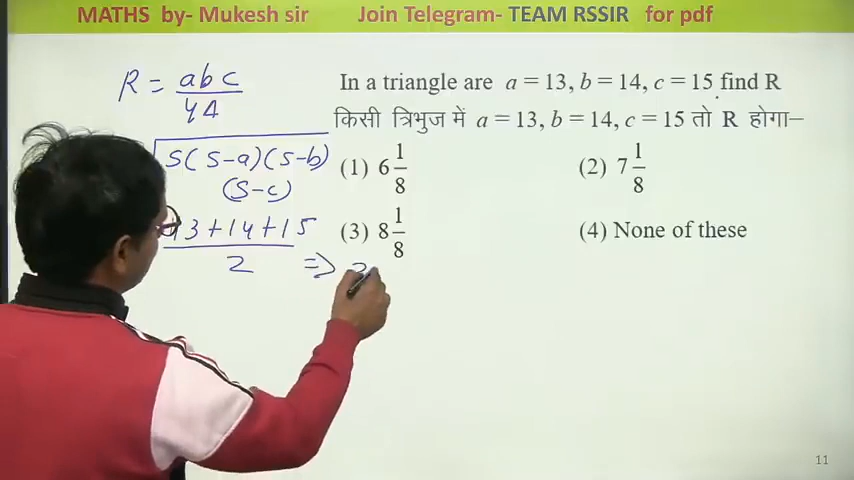 MATHS by- Mukesh sir Join Telegram- TEAM RSSIR for pdf
R = abc / 4Δ
In a triangle are a = 13, b = 14, c = 15 find R
किसी त्रिभुज में a = 13, b = 14, c = 15 तो R होगा–
S(S-a)(S-b)
(S-c)
(1) 6 1/8 (2) 7 1/8
13+14+15 / 2 ⇒
(3) 8 1/8 (4) None of these
11